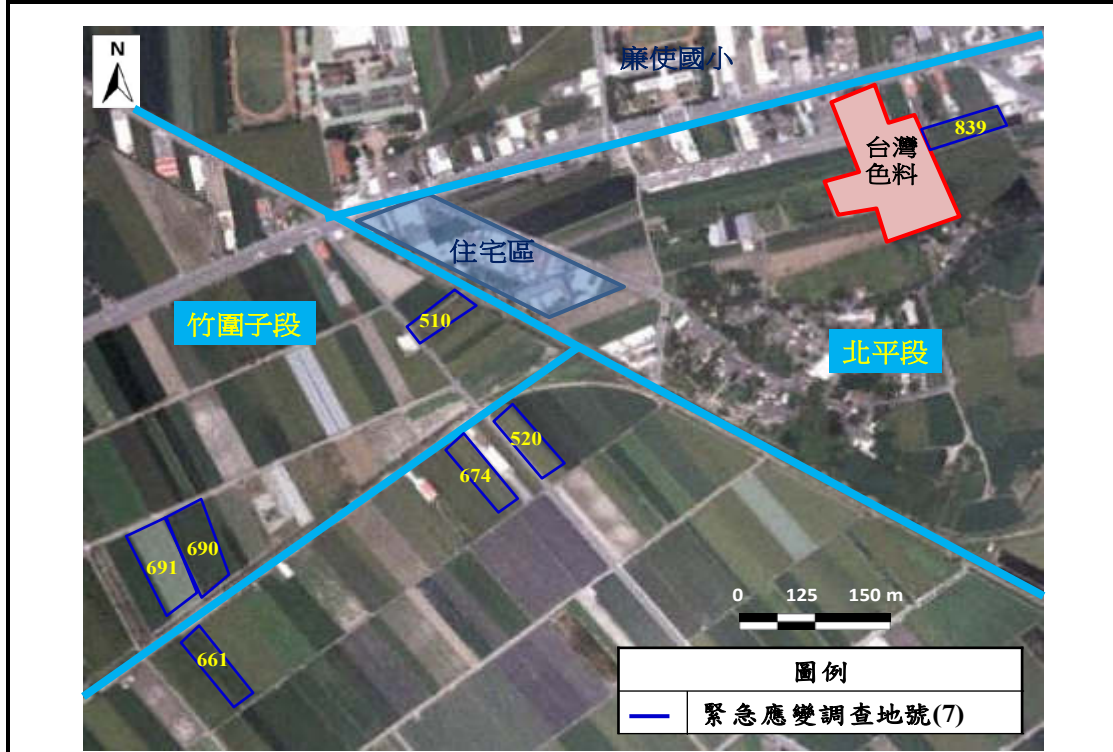 N
廉使國小
839
台灣
色料
住宅區
竹圍子段
510
北平段
520
674
690
691
661
0 125 150 m
圖例
緊急應變調查地號(7)